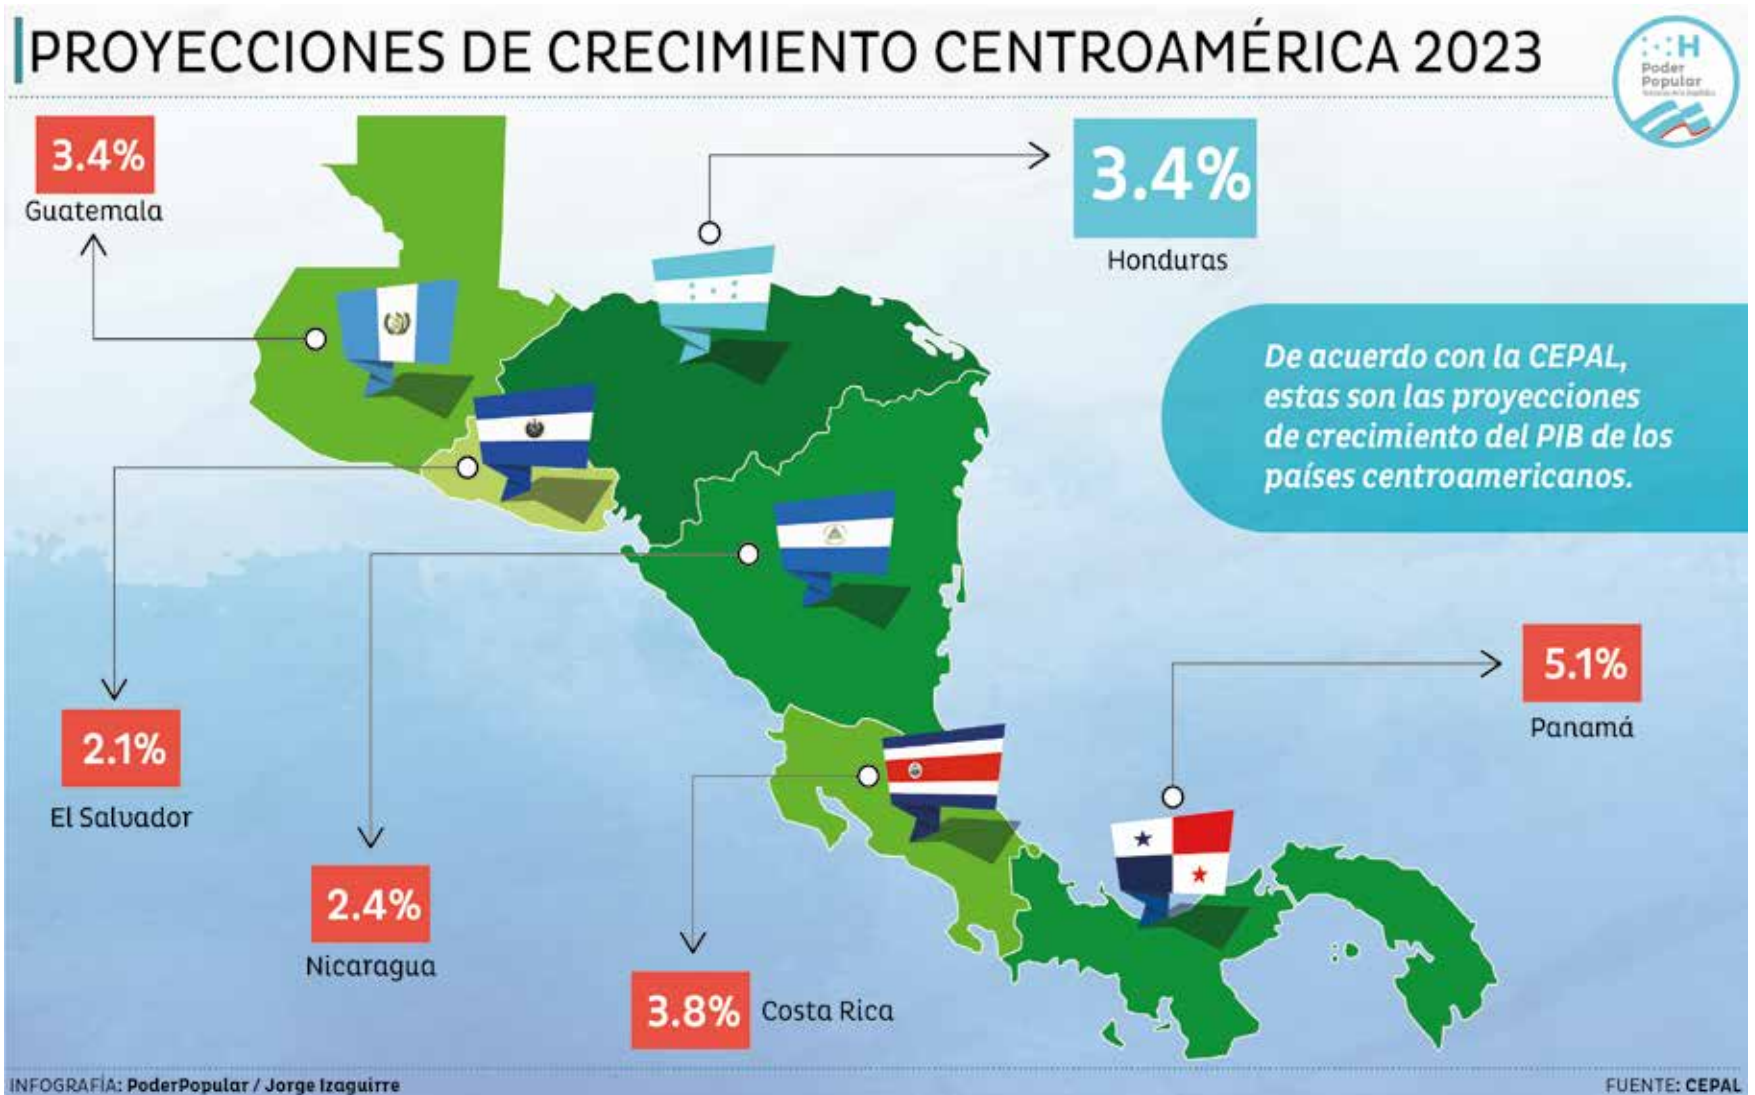 PROYECCIONES DE CRECIMIENTO CENTROAMÉRICA 2023
H
Poder
Popular
3.4%
Guatemala
3.4%
Honduras
De acuerdo con la CEPAL,
estas son las proyecciones
de crecimiento del PIB de los
países centroamericanos.
5.1%
Panamá
2.1%
El Salvador
2.4%
Nicaragua
3.8%
Costa Rica
INFOGRAFÍA: PoderPopular / Jorge Izaguirre
FUENTE: CEPAL